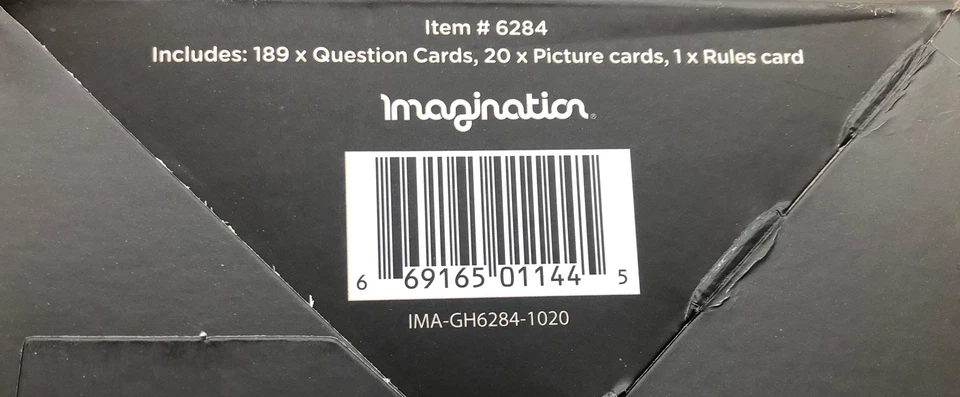 Item # 6284
Includes: 189 x Question Cards, 20 x Picture cards, 1 x Rules card
Imagination®
6 69165 01144 5
IMA-GH6284-1020